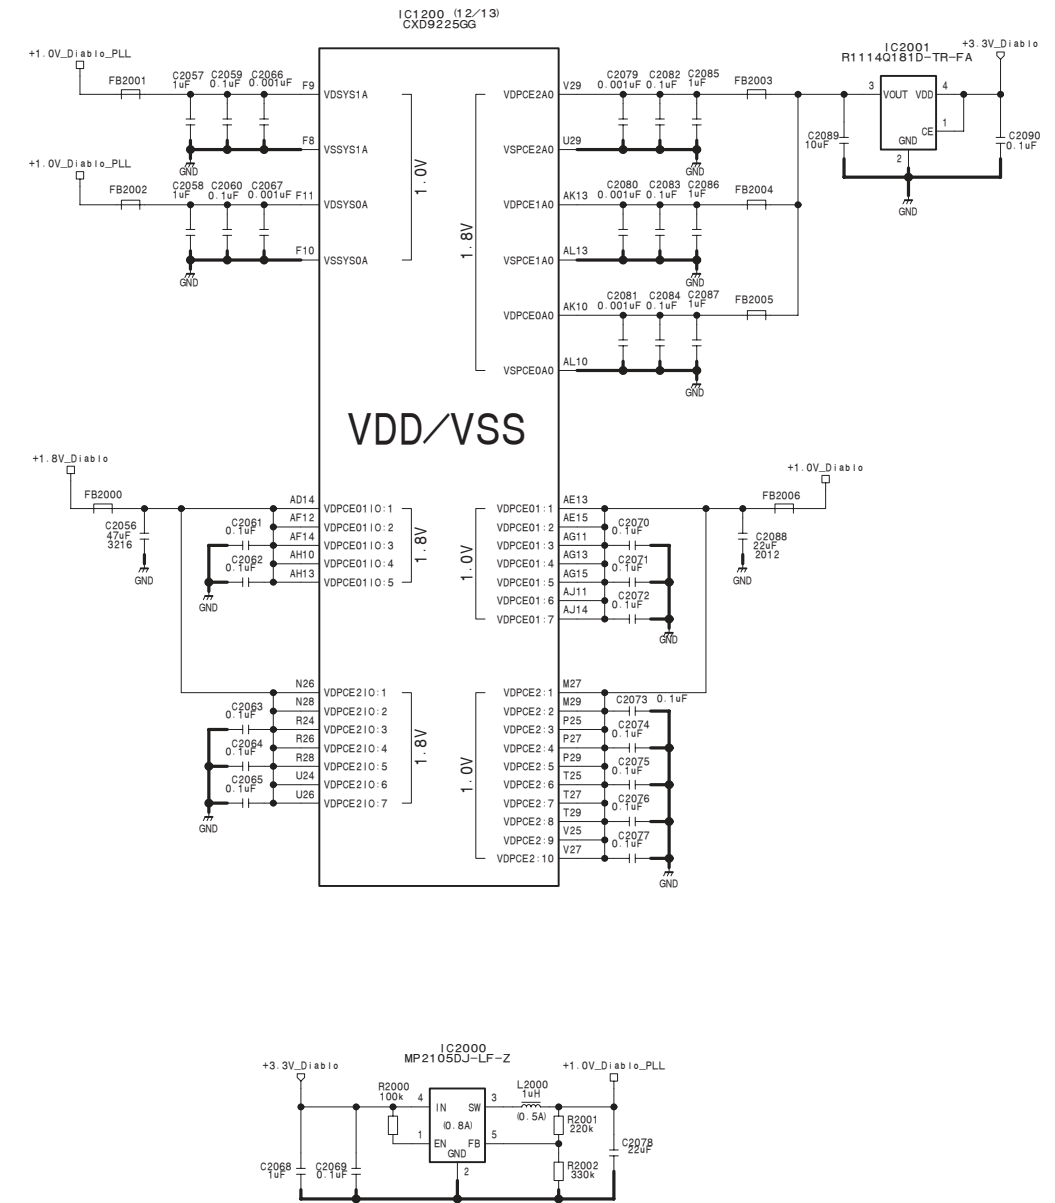 IC1200 (12/13)
CXD9225GG
+1.0V_Diablo_PLL
FB2001
C2057
1uF
C2059
0.1uF
C2066
0.001uF
F9
VDSYS1A
F8
VSSYS1A
GND
+1.0V_Diablo_PLL
FB2002
C2058
1uF
C2060
0.1uF
C2067
0.001uF
F11
VDSYS0A
F10
VSSYS0A
GND
1.0V
1.8V
VDPCE2A0
V29
C2079
0.001uF
C2082
0.1uF
C2085
1uF
FB2003
VSPCE2A0
U29
GND
VDPCE1A0
AK13
C2080
0.001uF
C2083
0.1uF
C2086
1uF
FB2004
VSPCE1A0
AL13
GND
VDPCE0A0
AK10
C2081
0.001uF
C2084
0.1uF
C2087
1uF
FB2005
VSPCE0A0
AL10
GND
IC2001
R1114Q181D-TR-FA
+3.3V_Diablo
3
VOUT
VDD
4
CE
1
GND
2
C2089
10uF
C2090
0.1uF
GND
VDD/VSS
+1.8V_Diablo
FB2000
C2056
47uF
3216
GND
C2061
0.1uF
C2062
0.1uF
GND
AD14
VDPCE01IO:1
AF12
VDPCE01IO:2
AF14
VDPCE01IO:3
AH10
VDPCE01IO:4
AH13
VDPCE01IO:5
1.8V
1.0V
VDPCE01:1
AE13
VDPCE01:2
AE15
VDPCE01:3
AG11
VDPCE01:4
AG13
VDPCE01:5
AG15
VDPCE01:6
AJ11
VDPCE01:7
AJ14
C2070
0.1uF
C2071
0.1uF
C2072
0.1uF
GND
+1.0V_Diablo
FB2006
C2088
22uF
2012
GND
C2063
0.1uF
C2064
0.1uF
C2065
0.1uF
GND
N26
VDPCE2IO:1
N28
VDPCE2IO:2
R24
VDPCE2IO:3
R26
VDPCE2IO:4
R28
VDPCE2IO:5
U24
VDPCE2IO:6
U26
VDPCE2IO:7
1.8V
1.0V
VDPCE2:1
M27
VDPCE2:2
M29
VDPCE2:3
P25
VDPCE2:4
P27
VDPCE2:5
P29
VDPCE2:6
T25
VDPCE2:7
T27
VDPCE2:8
T29
VDPCE2:9
V25
VDPCE2:10
V27
C2073
0.1uF
C2074
0.1uF
C2075
0.1uF
C2076
0.1uF
C2077
0.1uF
GND
IC2000
MP2105DJ-LF-Z
+3.3V_Diablo
R2000
100k
4
IN
SW
3
(0.8A)
1
EN
FB
5
GND
2
L2000
1uH
(0.5A)
+1.0V_Diablo_PLL
R2001
220k
R2002
330k
C2078
22uF
C2068
1uF
C2069
0.1uF